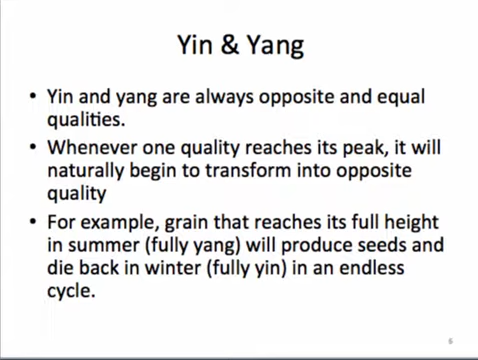 Yin & Yang
• Yin and yang are always opposite and equal
qualities.
• Whenever one quality reaches its peak, it will
naturally begin to transform into opposite
quality
• For example, grain that reaches its full height
in summer (fully yang) will produce seeds and
die back in winter (fully yin) in an endless
cycle.
6